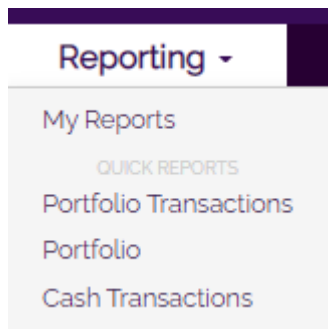 Reporting
My Reports
QUICK REPORTS
Portfolio Transactions
Portfolio
Cash Transactions